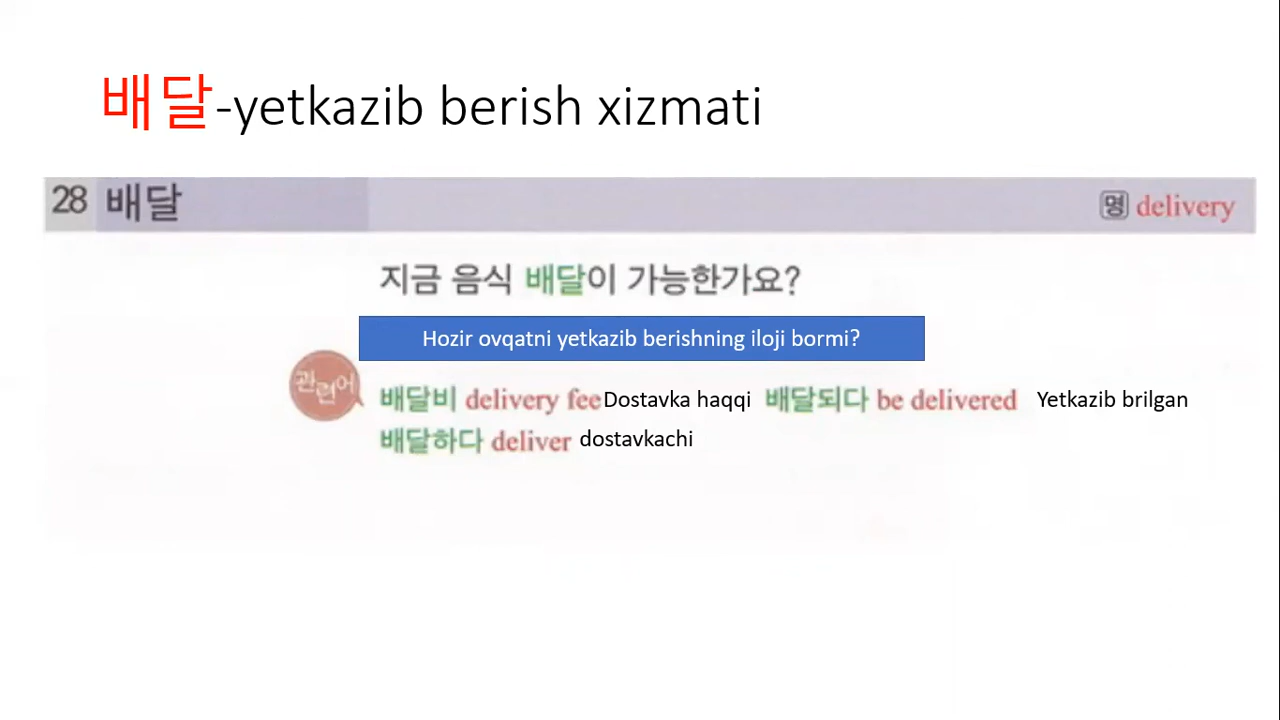 배달-yetkazib berish xizmati
28 배달 명 delivery
지금 음식 배달이 가능한가요?
Hozir ovqatni yetkazib berishning iloji bormi?
관련어
배달비 delivery fee Dostavka haqqi 배달되다 be delivered Yetkazib brilgan
배달하다 deliver dostavkachi